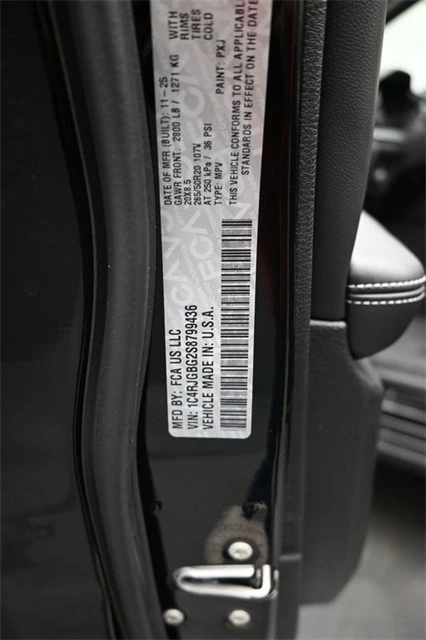 MFD BY: FCA US LLC
DATE OF MFR (BUILT): 11-25
GAWR FRONT: 2800 LB / 1271 KG WITH
20X8.5 RIMS
265/50R20 107V TIRES
AT 250 kPa / 36 PSI COLD
VIN: 1C4RJGBG2S8799436
TYPE: MPV
PAINT: PXJ
VEHICLE MADE IN: U.S.A.
THIS VEHICLE CONFORMS TO ALL APPLICABLE
STANDARDS IN EFFECT ON THE DATE